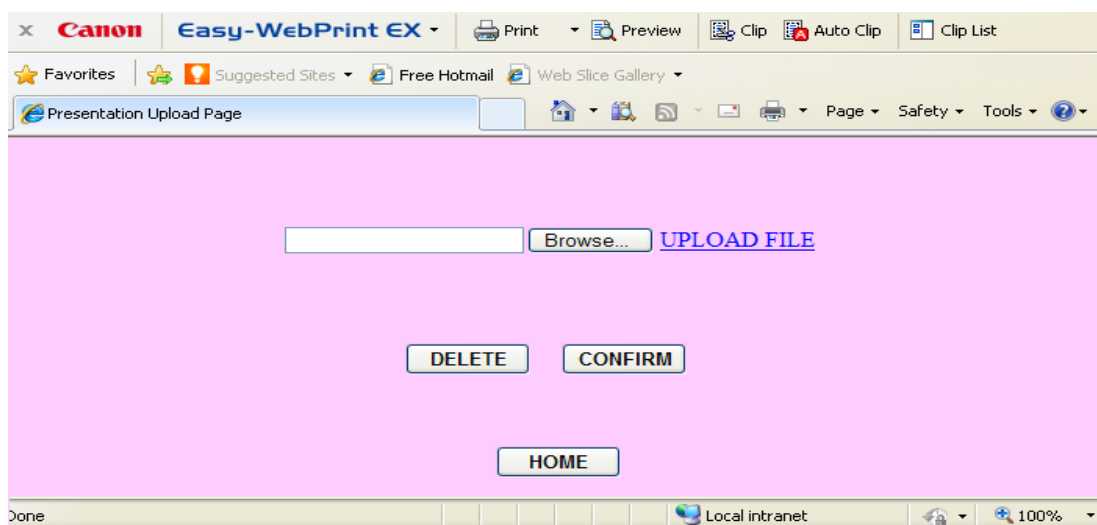 x Canon Easy-WebPrint EX Print Preview Clip Auto Clip Clip List
Favorites Suggested Sites Free Hotmail Web Slice Gallery
Presentation Upload Page Page Safety Tools
Browse... UPLOAD FILE
DELETE CONFIRM
HOME
Done Local intranet 100%